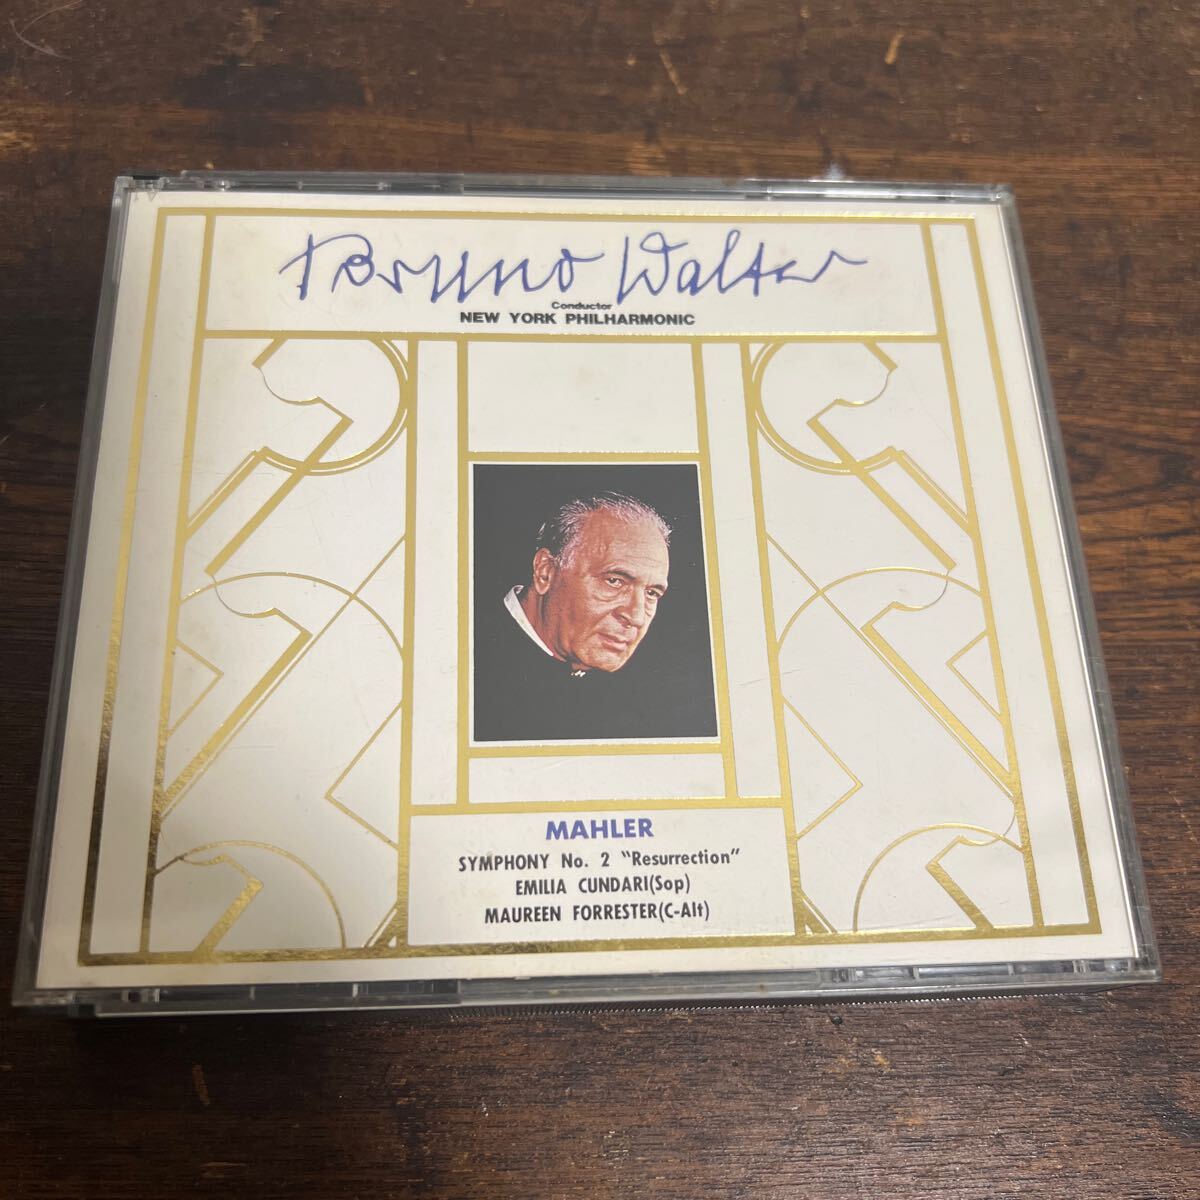 Bruno Walter
Conductor
NEW YORK PHILHARMONIC
MAHLER
SYMPHONY No. 2 "Resurrection"
EMILIA CUNDARI(Sop)
MAUREEN FORRESTER(C-Alt)